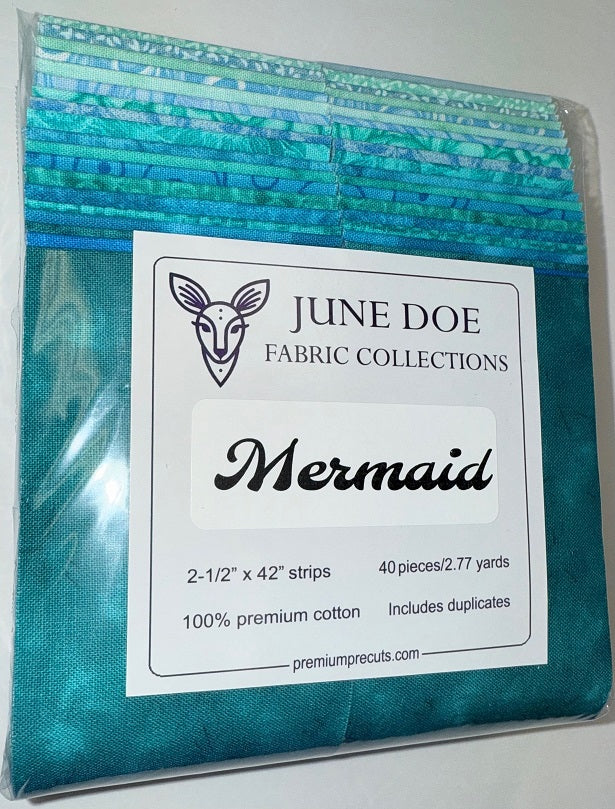 JUNE DOE
FABRIC COLLECTIONS
Mermaid
2-1/2" x 42" strips
40 pieces/2.77 yards
100% premium cotton
Includes duplicates
premiumprecuts.com